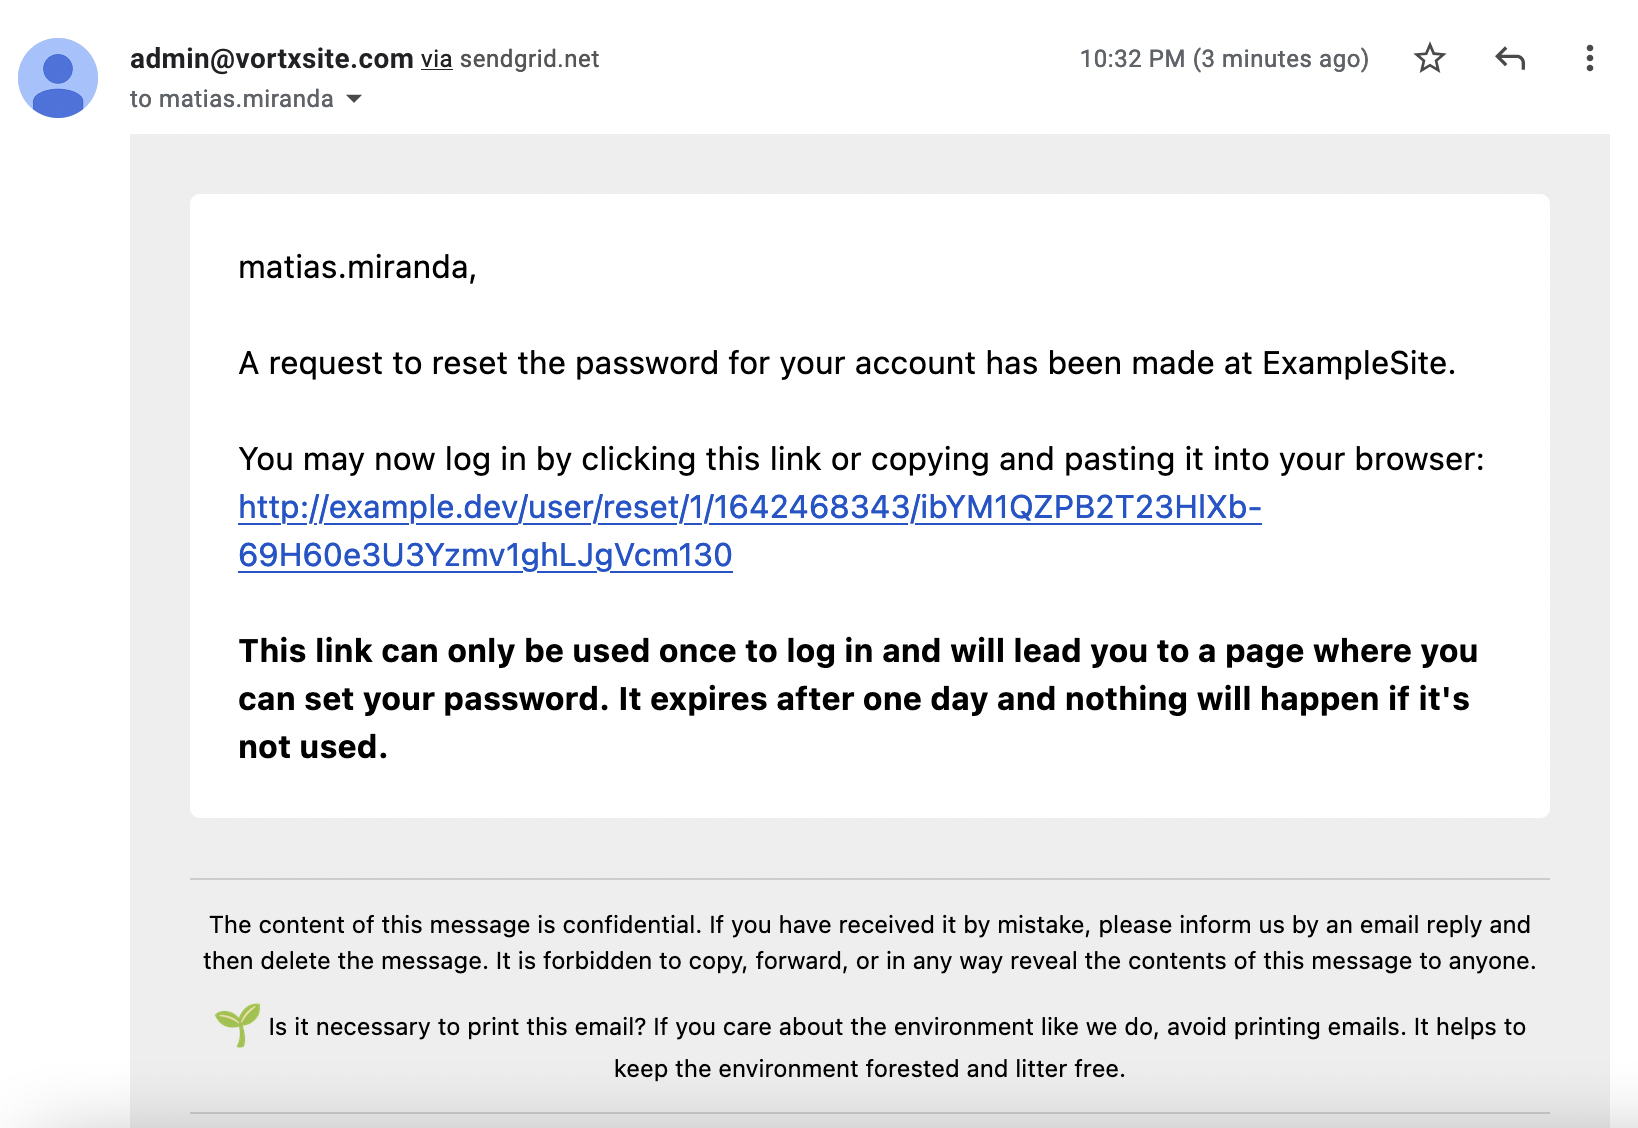 admin@vortxsite.com via sendgrid.net
10:32 PM (3 minutes ago)
to matias.miranda
matias.miranda,
A request to reset the password for your account has been made at ExampleSite.
You may now log in by clicking this link or copying and pasting it into your browser:
http://example.dev/user/reset/1/1642468343/ibYM1QZPB2T23HlXb-
69H60e3U3Yzmv1ghLJgVcm130
This link can only be used once to log in and will lead you to a page where you
can set your password. It expires after one day and nothing will happen if it's
not used.
The content of this message is confidential. If you have received it by mistake, please inform us by an email reply and
then delete the message. It is forbidden to copy, forward, or in any way reveal the contents of this message to anyone.
Is it necessary to print this email? If you care about the environment like we do, avoid printing emails. It helps to
keep the environment forested and litter free.